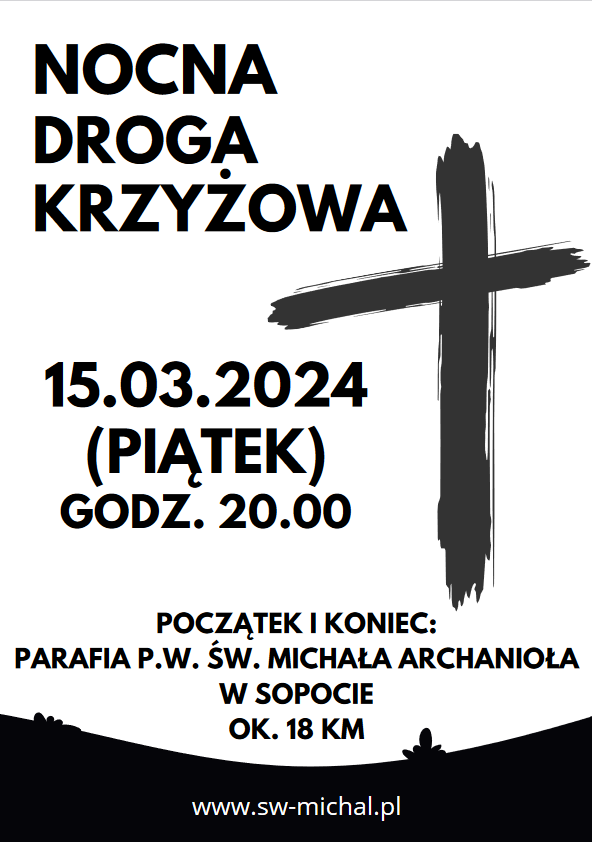 NOCNA
DROGA
KRZYŻOWA
15.03.2024
(PIĄTEK)
GODZ. 20.00
POCZĄTEK I KONIEC:
PARAFIA P.W. ŚW. MICHAŁA ARCHANIOŁA
W SOPOCIE
OK. 18 KM
www.sw-michal.pl